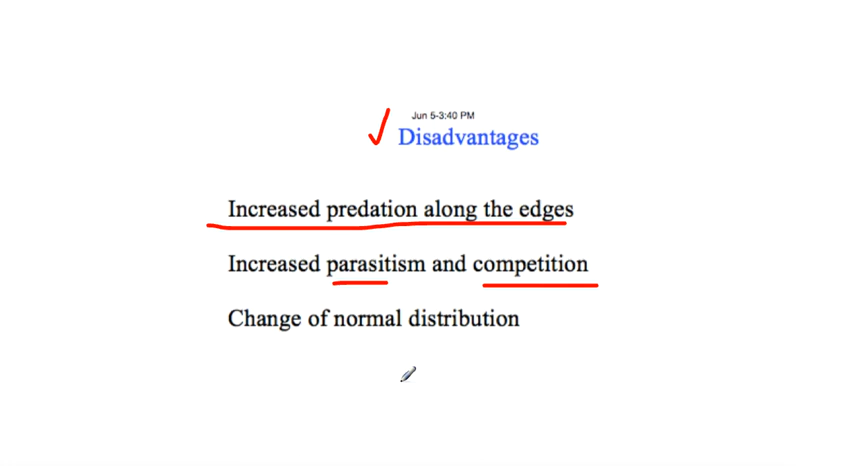 Jun 5-3:40 PM
Disadvantages
Increased predation along the edges
Increased parasitism and competition
Change of normal distribution